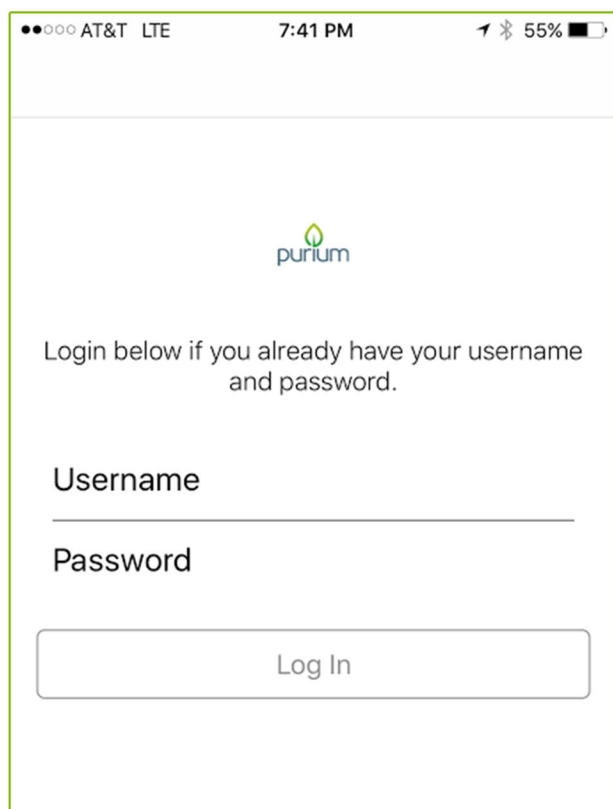 AT&T LTE 7:41 PM 55%
purium
Login below if you already have your username
and password.
Username
Password
Log In